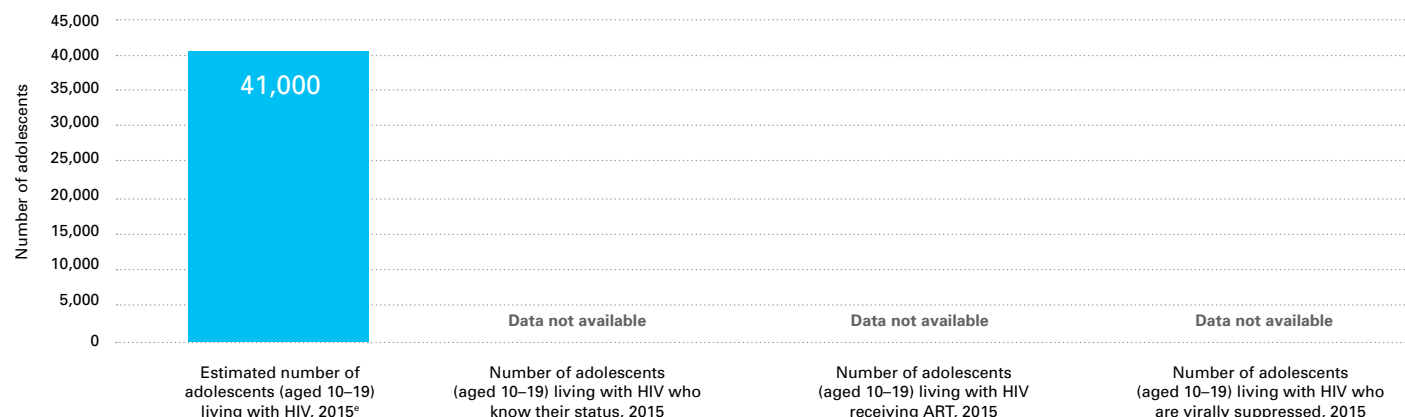 45,000
40,000
35,000
30,000
25,000
20,000
15,000
10,000
5,000
0
Number of adolescents
41,000
Data not available
Data not available
Data not available
Estimated number of
adolescents (aged 10–19)
living with HIV, 2015ᵉ
Number of adolescents
(aged 10–19) living with HIV who
know their status, 2015
Number of adolescents
(aged 10–19) living with HIV
receiving ART, 2015
Number of adolescents
(aged 10–19) living with HIV who
are virally suppressed, 2015